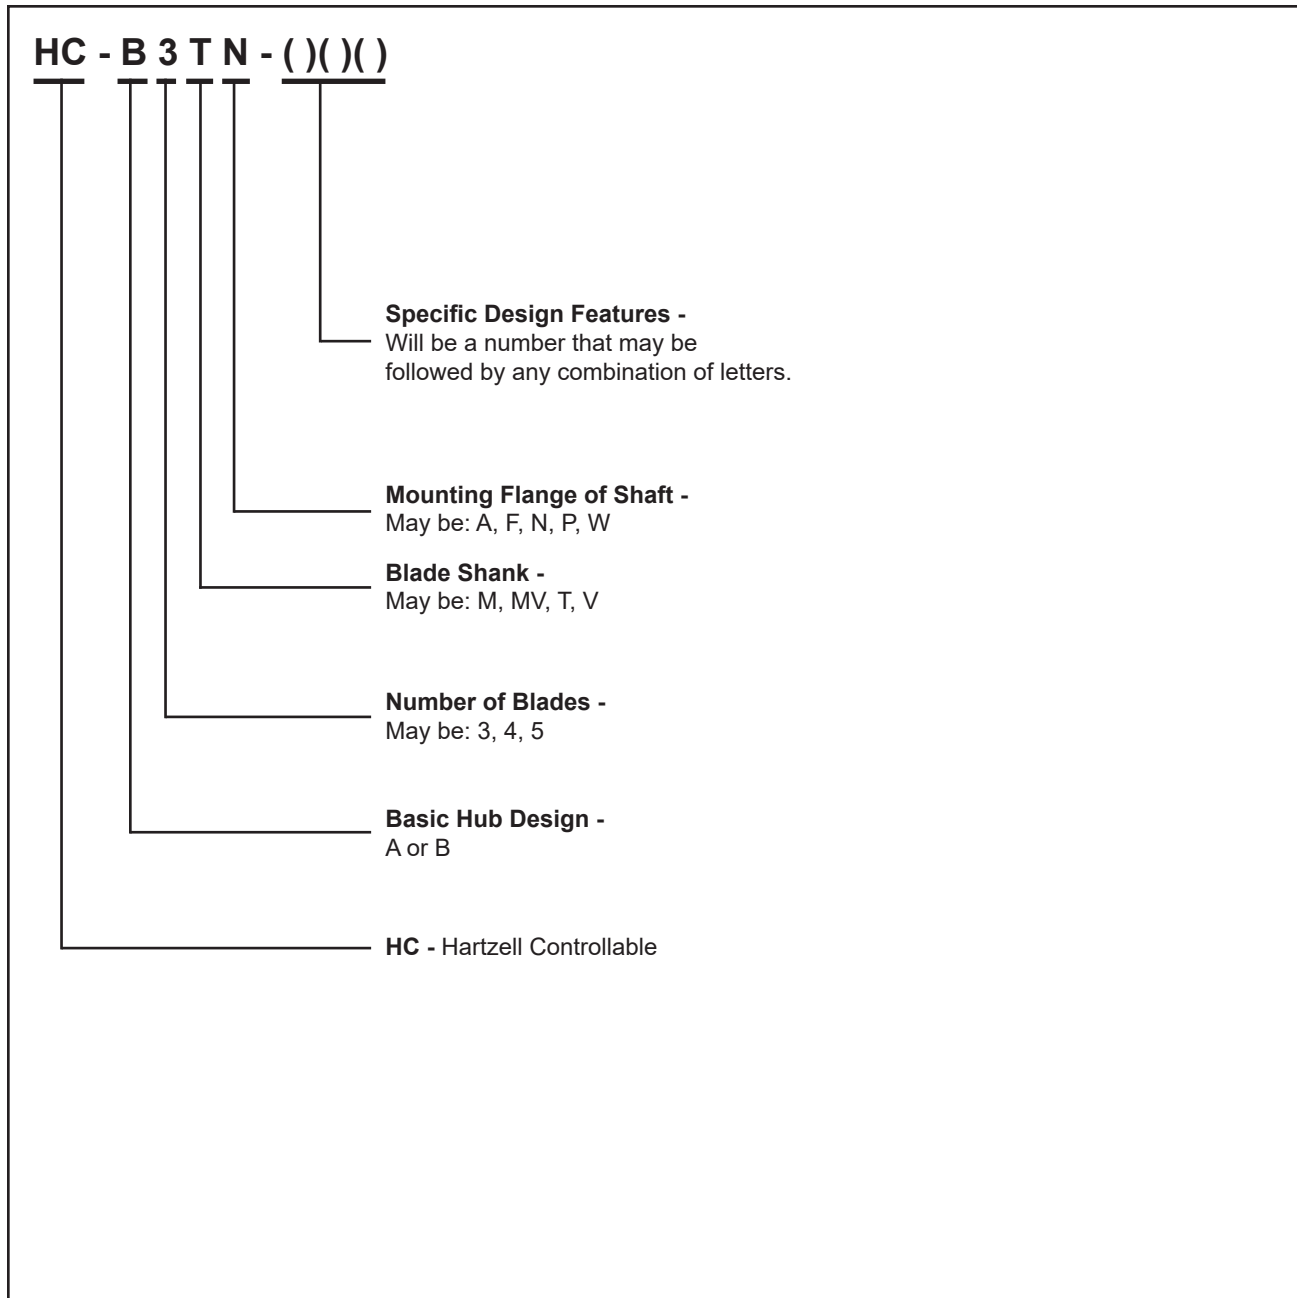 HC - B 3 T N - ( )( )( )
Specific Design Features -
Will be a number that may be
followed by any combination of letters.
Mounting Flange of Shaft -
May be: A, F, N, P, W
Blade Shank -
May be: M, MV, T, V
Number of Blades -
May be: 3, 4, 5
Basic Hub Design -
A or B
HC - Hartzell Controllable